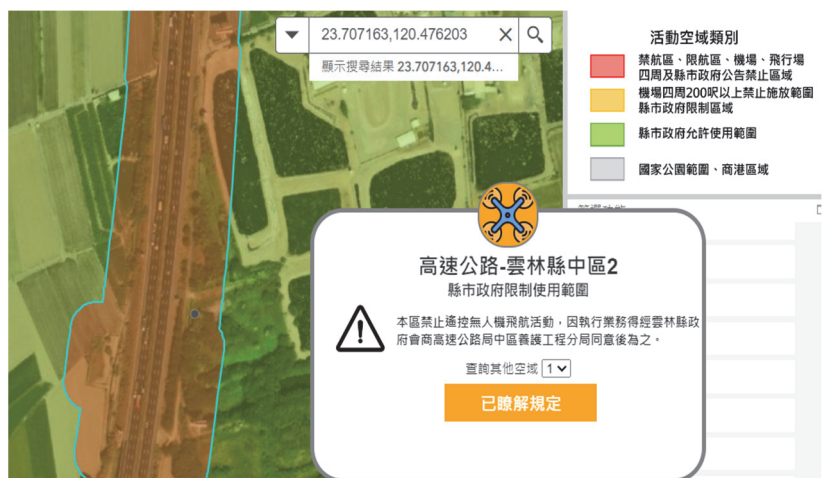 23.707163,120.476203
顯示搜尋結果 23.707163,120.4...
活動空域類別
禁航區、限航區、機場、飛行場
四周及縣市政府公告禁止區域
機場四周200呎以上禁止施放範圍
縣市政府限制區域
縣市政府允許使用範圍
國家公園範圍、商港區域
高速公路-雲林縣中區2
縣市政府限制使用範圍
本區禁止遙控無人機飛航活動，因執行業務得經雲林縣政
府會商高速公路局中區養護工程分局同意後為之。
查詢其他空域 1
已瞭解規定